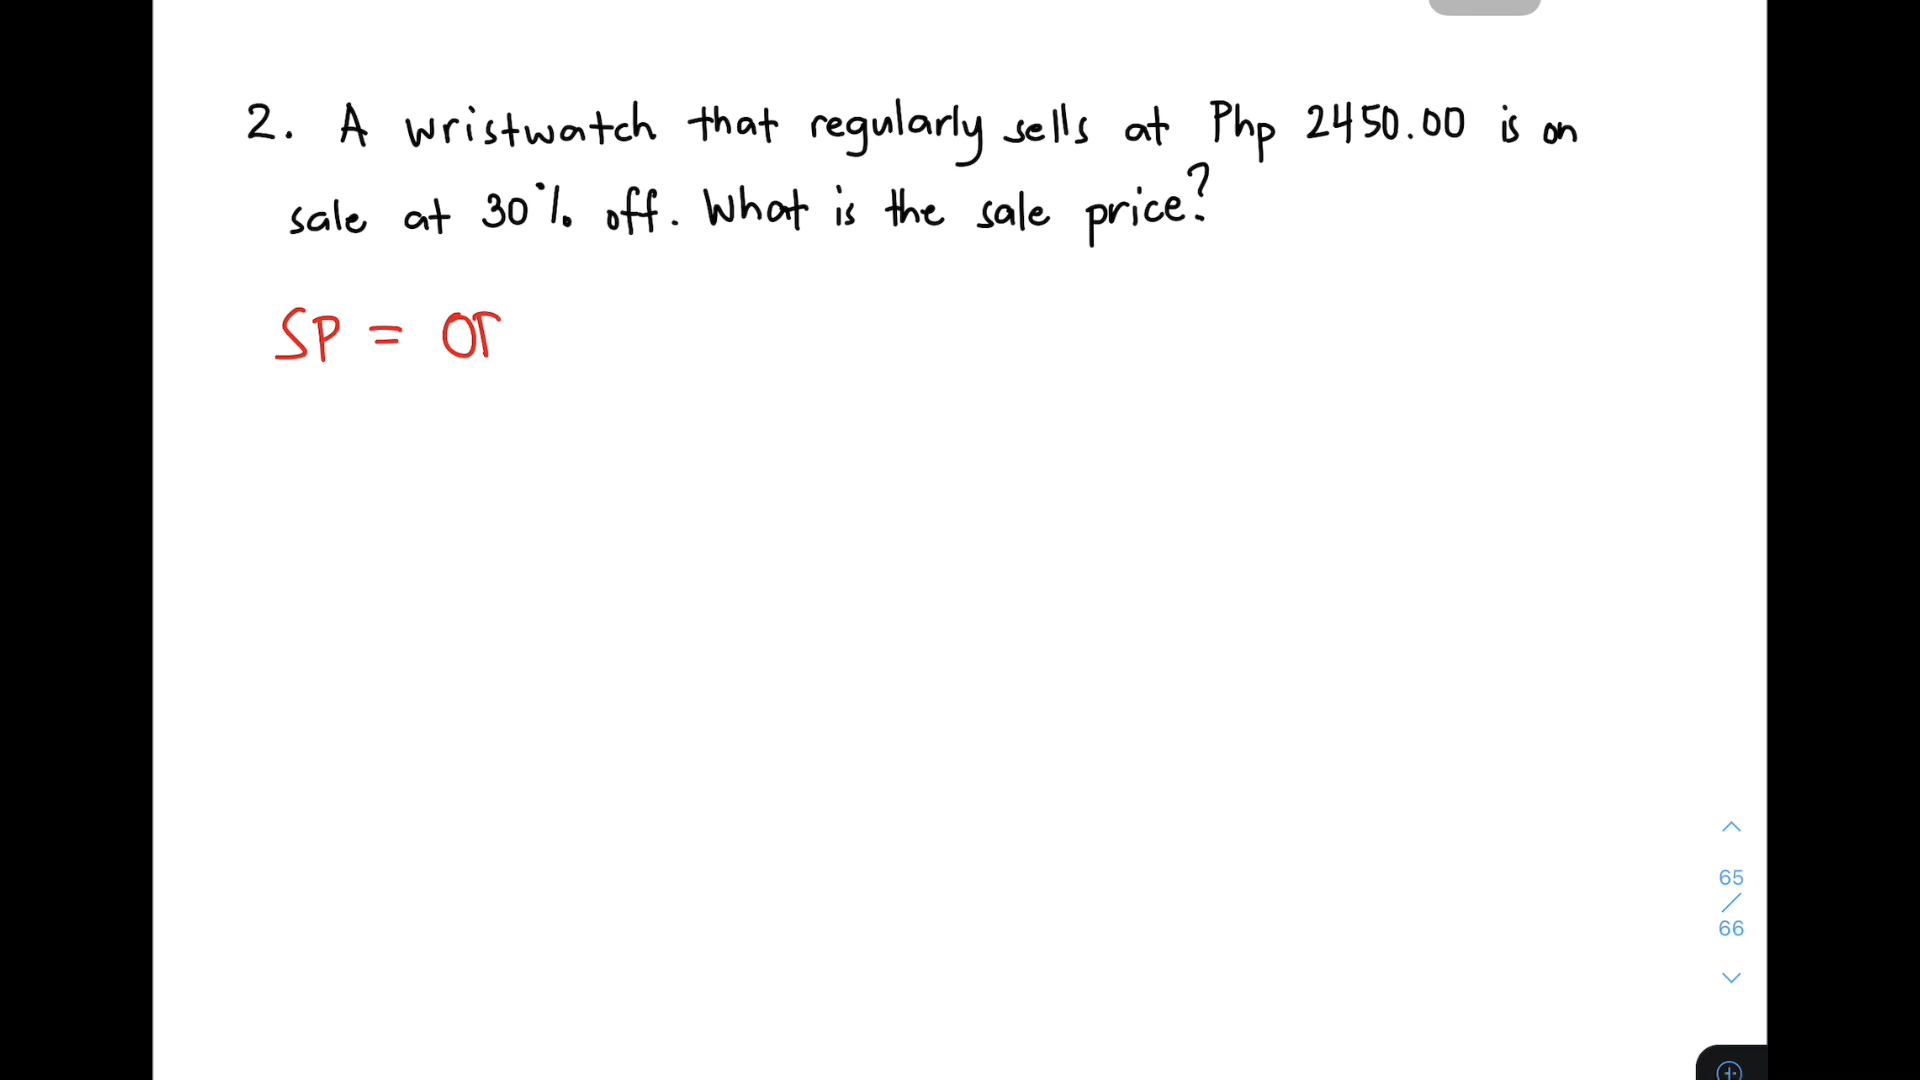 2. A wristwatch that regularly sells at Php 2450.00 is on
sale at 30% off. What is the sale price?
SP = OP
65
/
66